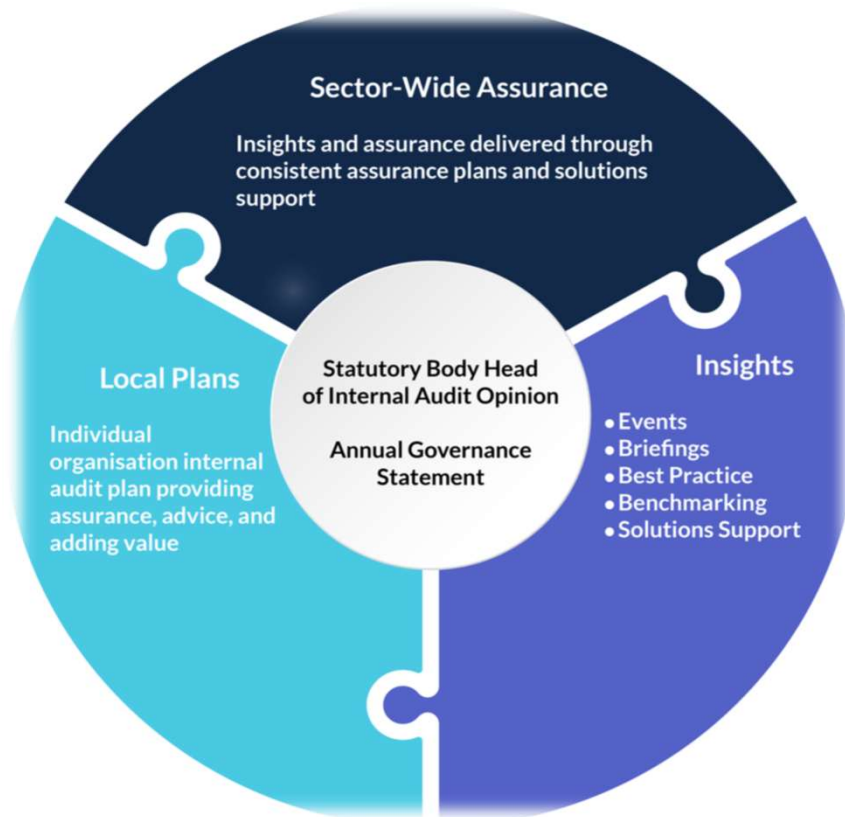 Sector-Wide Assurance
Insights and assurance delivered through
consistent assurance plans and solutions
support
Local Plans
Individual
organisation internal
audit plan providing
assurance, advice, and
adding value
Statutory Body Head
of Internal Audit Opinion
Annual Governance
Statement
Insights
• Events
• Briefings
• Best Practice
• Benchmarking
• Solutions Support